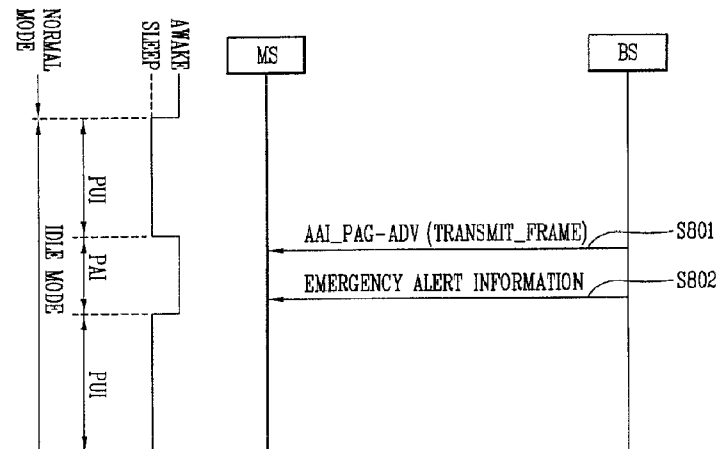 NORMAL
MODE
AWAKE
SLEEP
MS
BS
PUI
AAI_PAG-ADV (TRANSMIT_FRAME)
S801
IDLE MODE
PAI
EMERGENCY ALERT INFORMATION
S802
PUI